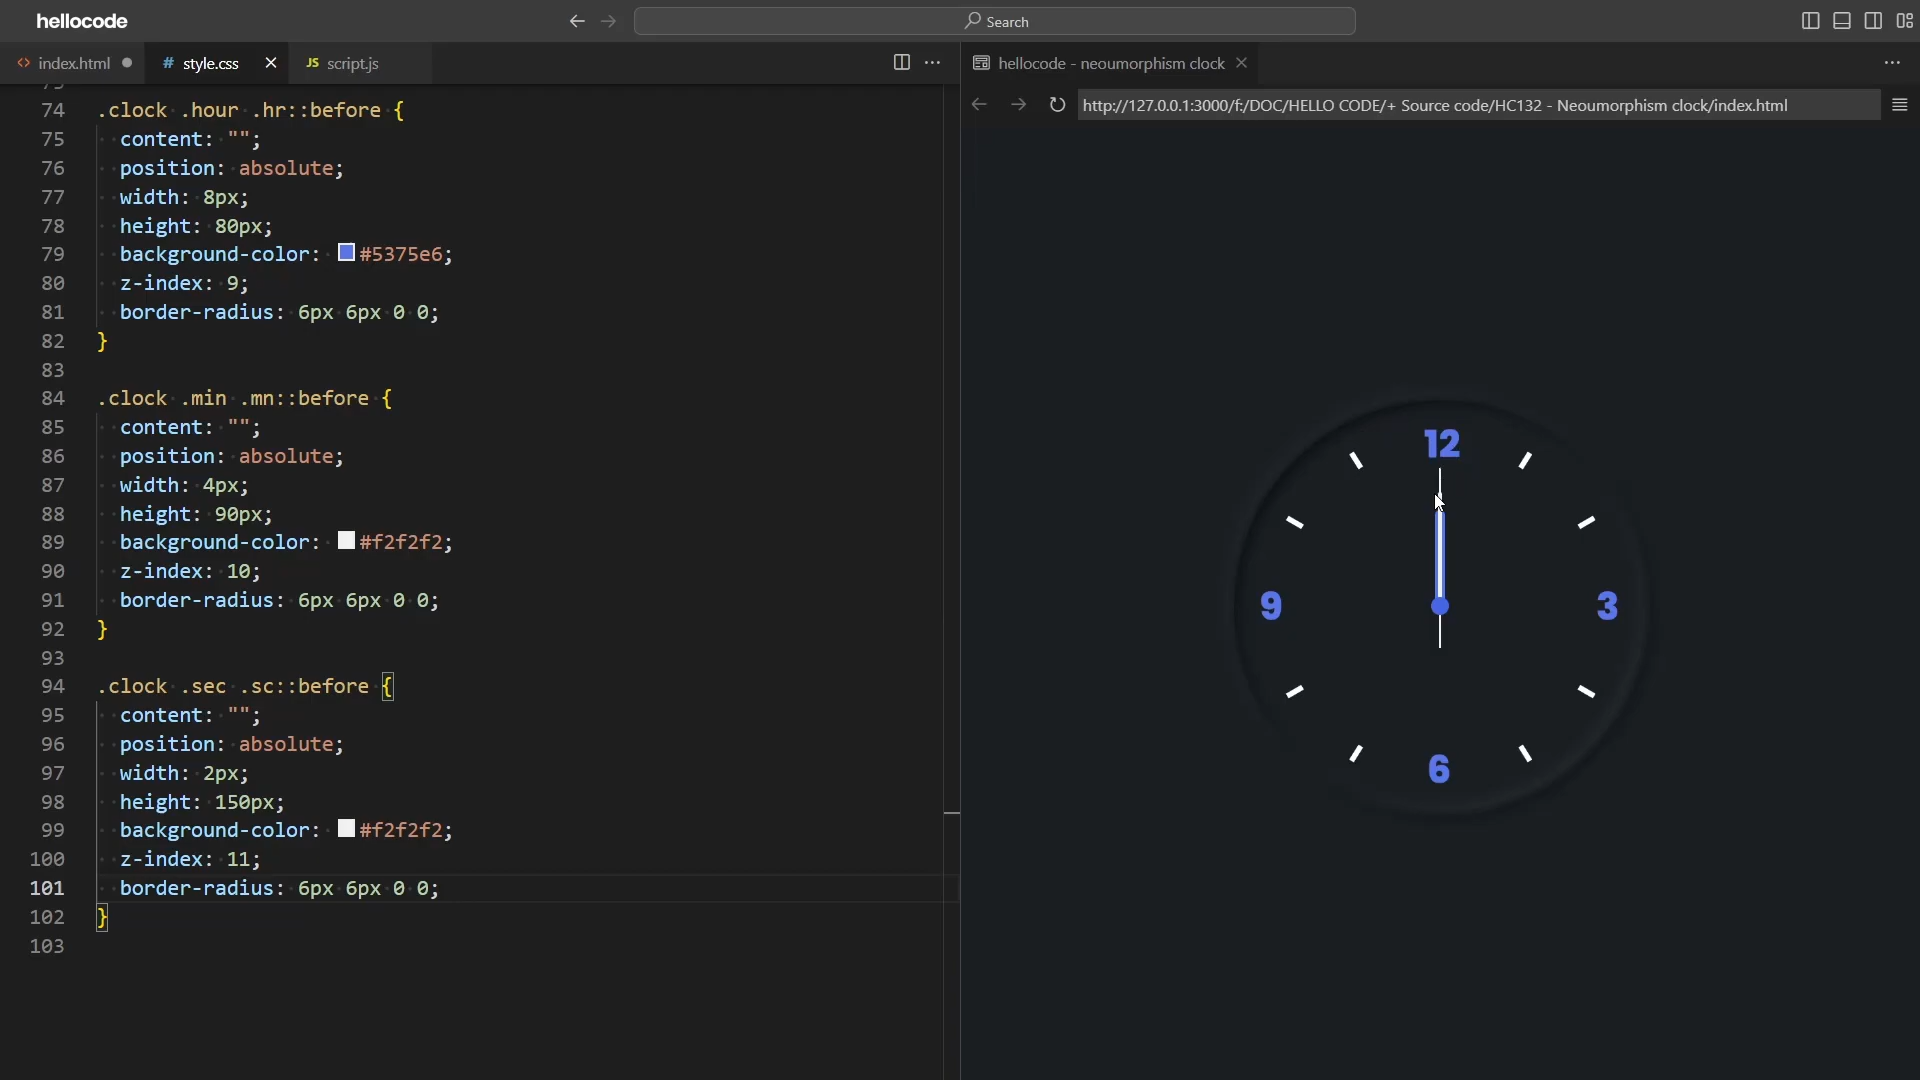 hellocode
Search
index.html
# style.css
JS script.js
hellocode - neoumorphism clock
http://127.0.0.1:3000/f:/DOC/HELLO CODE/+ Source code/HC132 - Neoumorphism clock/index.html
74 .clock .hour .hr::before {
75 content: "";
76 position: absolute;
77 width: 8px;
78 height: 80px;
79 background-color: #5375e6;
80 z-index: 9;
81 border-radius: 6px 6px 0 0;
82 }
83
84 .clock .min .mn::before {
85 content: "";
86 position: absolute;
87 width: 4px;
88 height: 90px;
89 background-color: #f2f2f2;
90 z-index: 10;
91 border-radius: 6px 6px 0 0;
92 }
93
94 .clock .sec .sc::before {
95 content: "";
96 position: absolute;
97 width: 2px;
98 height: 150px;
99 background-color: #f2f2f2;
100 z-index: 11;
101 border-radius: 6px 6px 0 0;
102 }
103
12
9 3
6